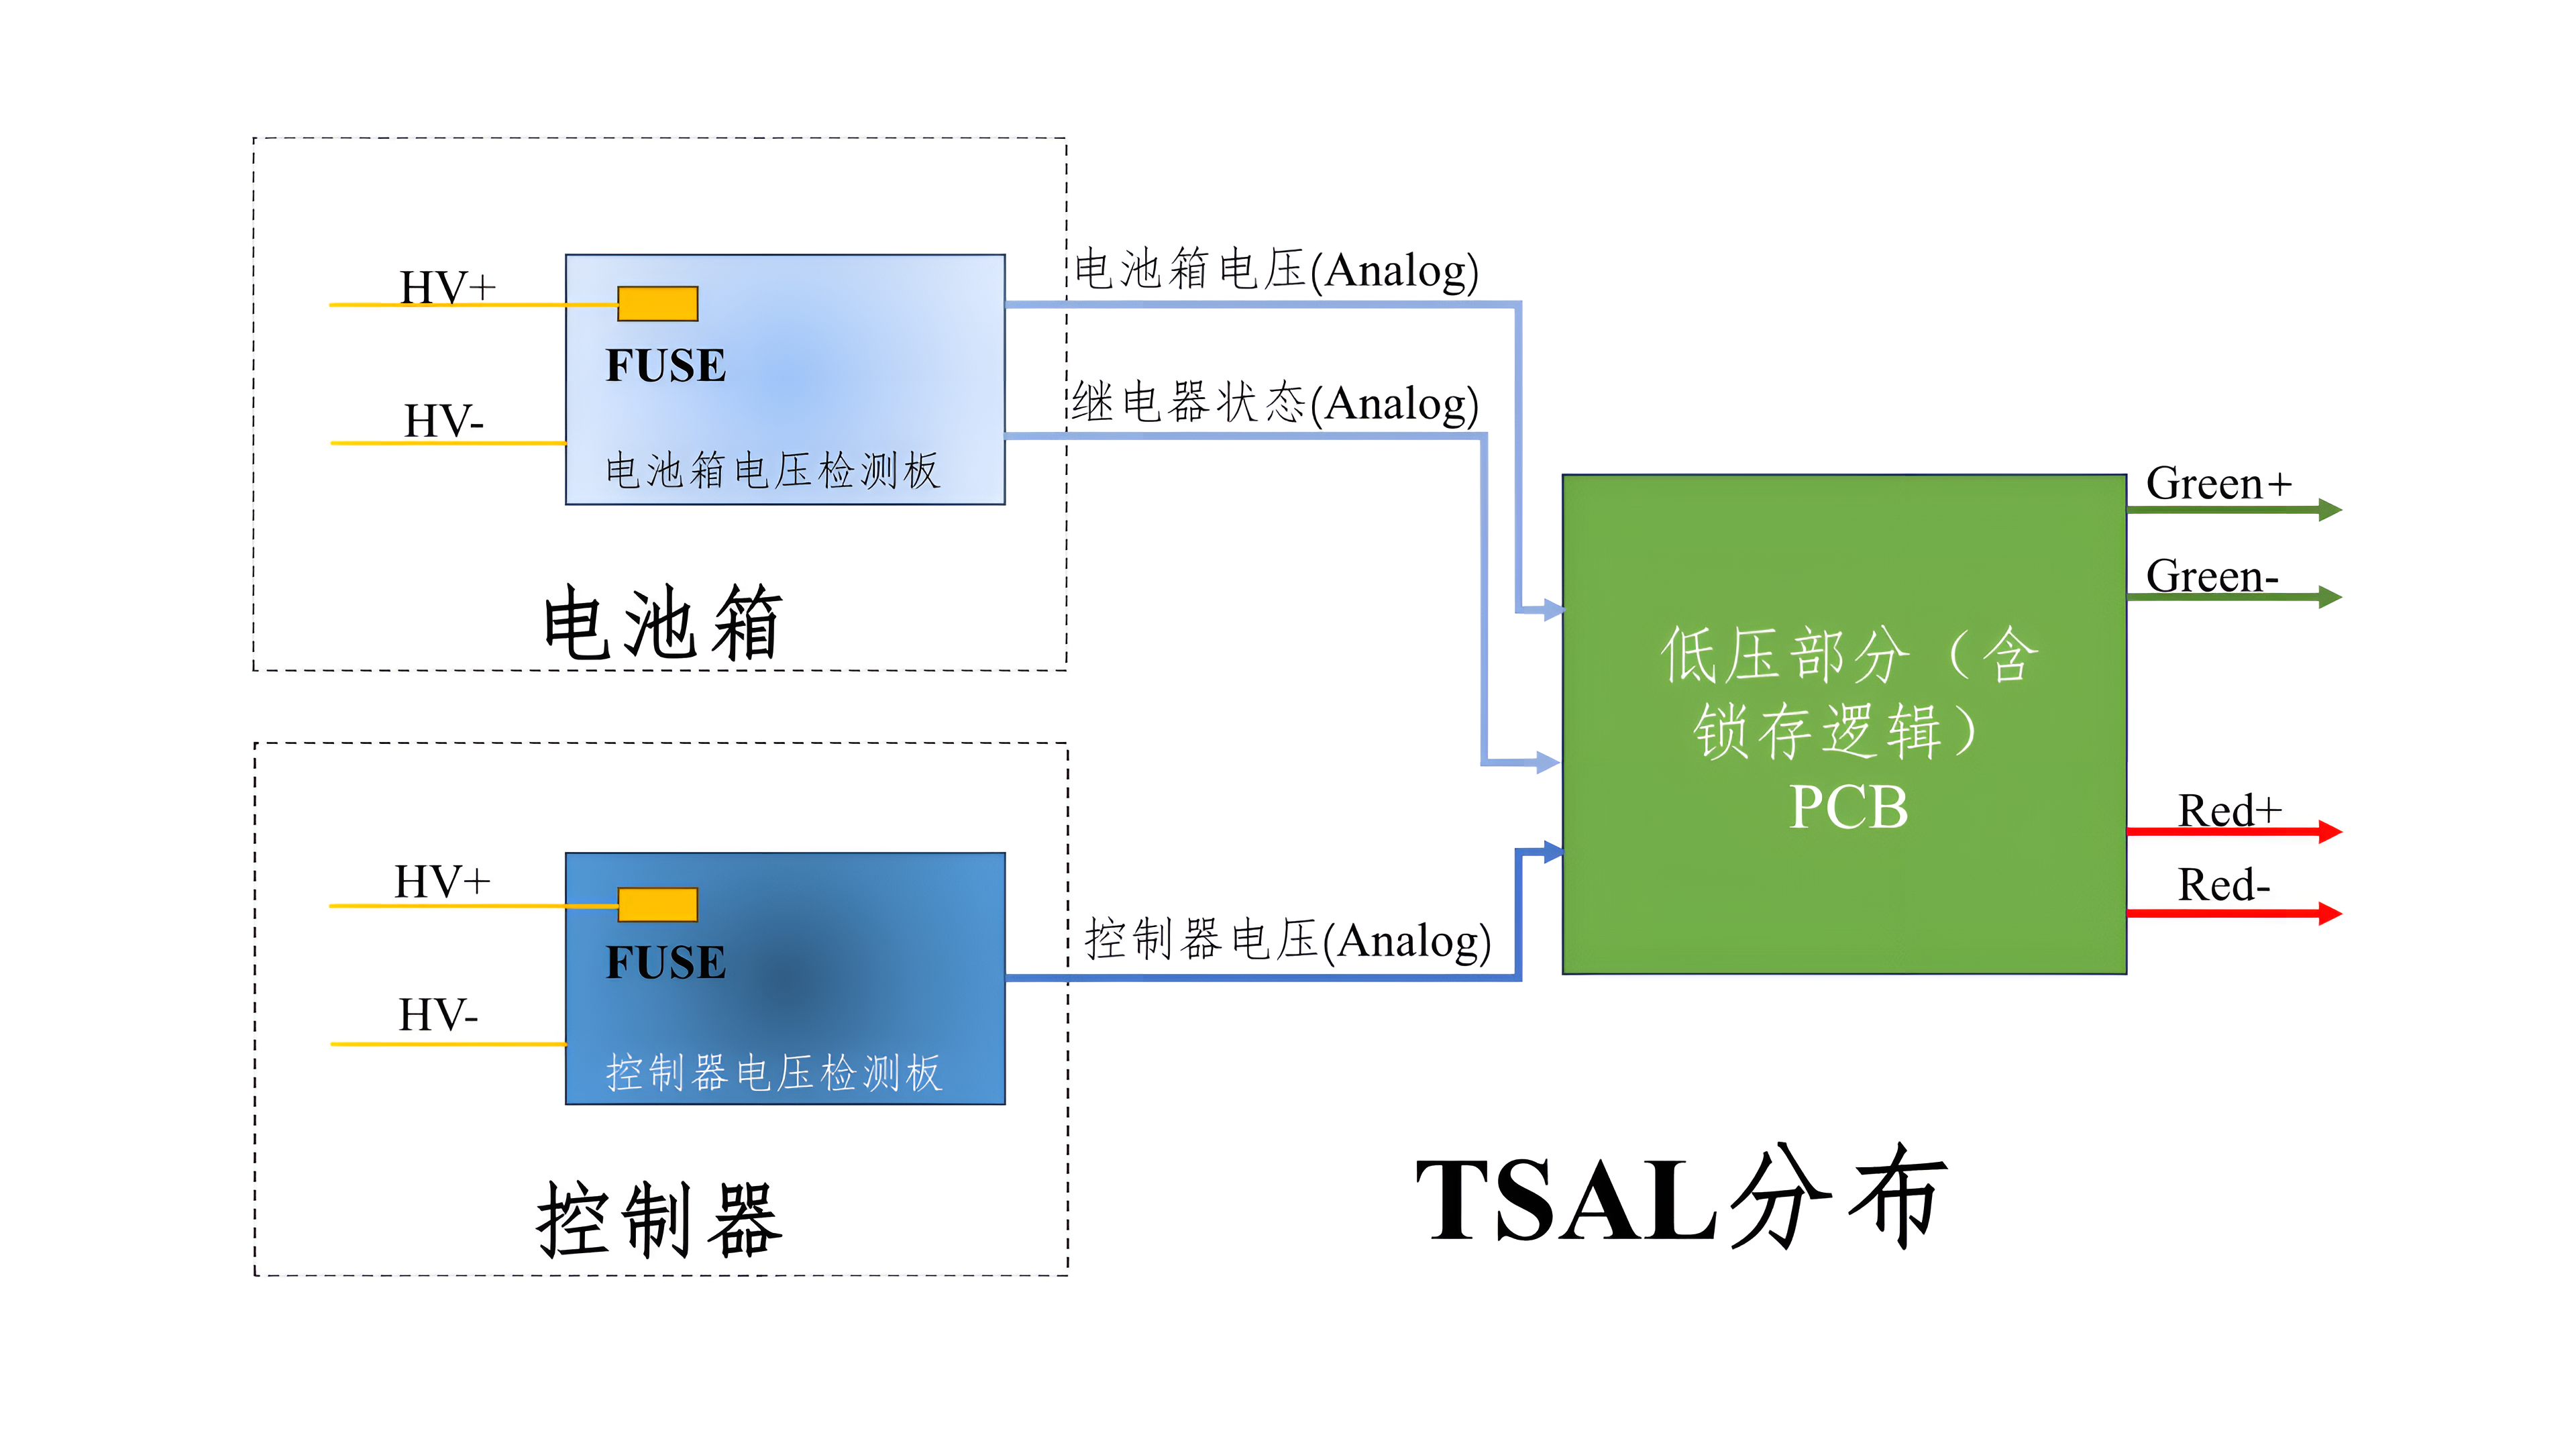 HV+
FUSE
HV-
电池箱电压检测板
电池箱
电池箱电压(Analog)
继电器状态(Analog)
HV+
FUSE
HV-
控制器电压检测板
控制器
控制器电压(Analog)
低压部分（含
锁存逻辑）
PCB
Green+
Green-
Red+
Red-
TSAL分布